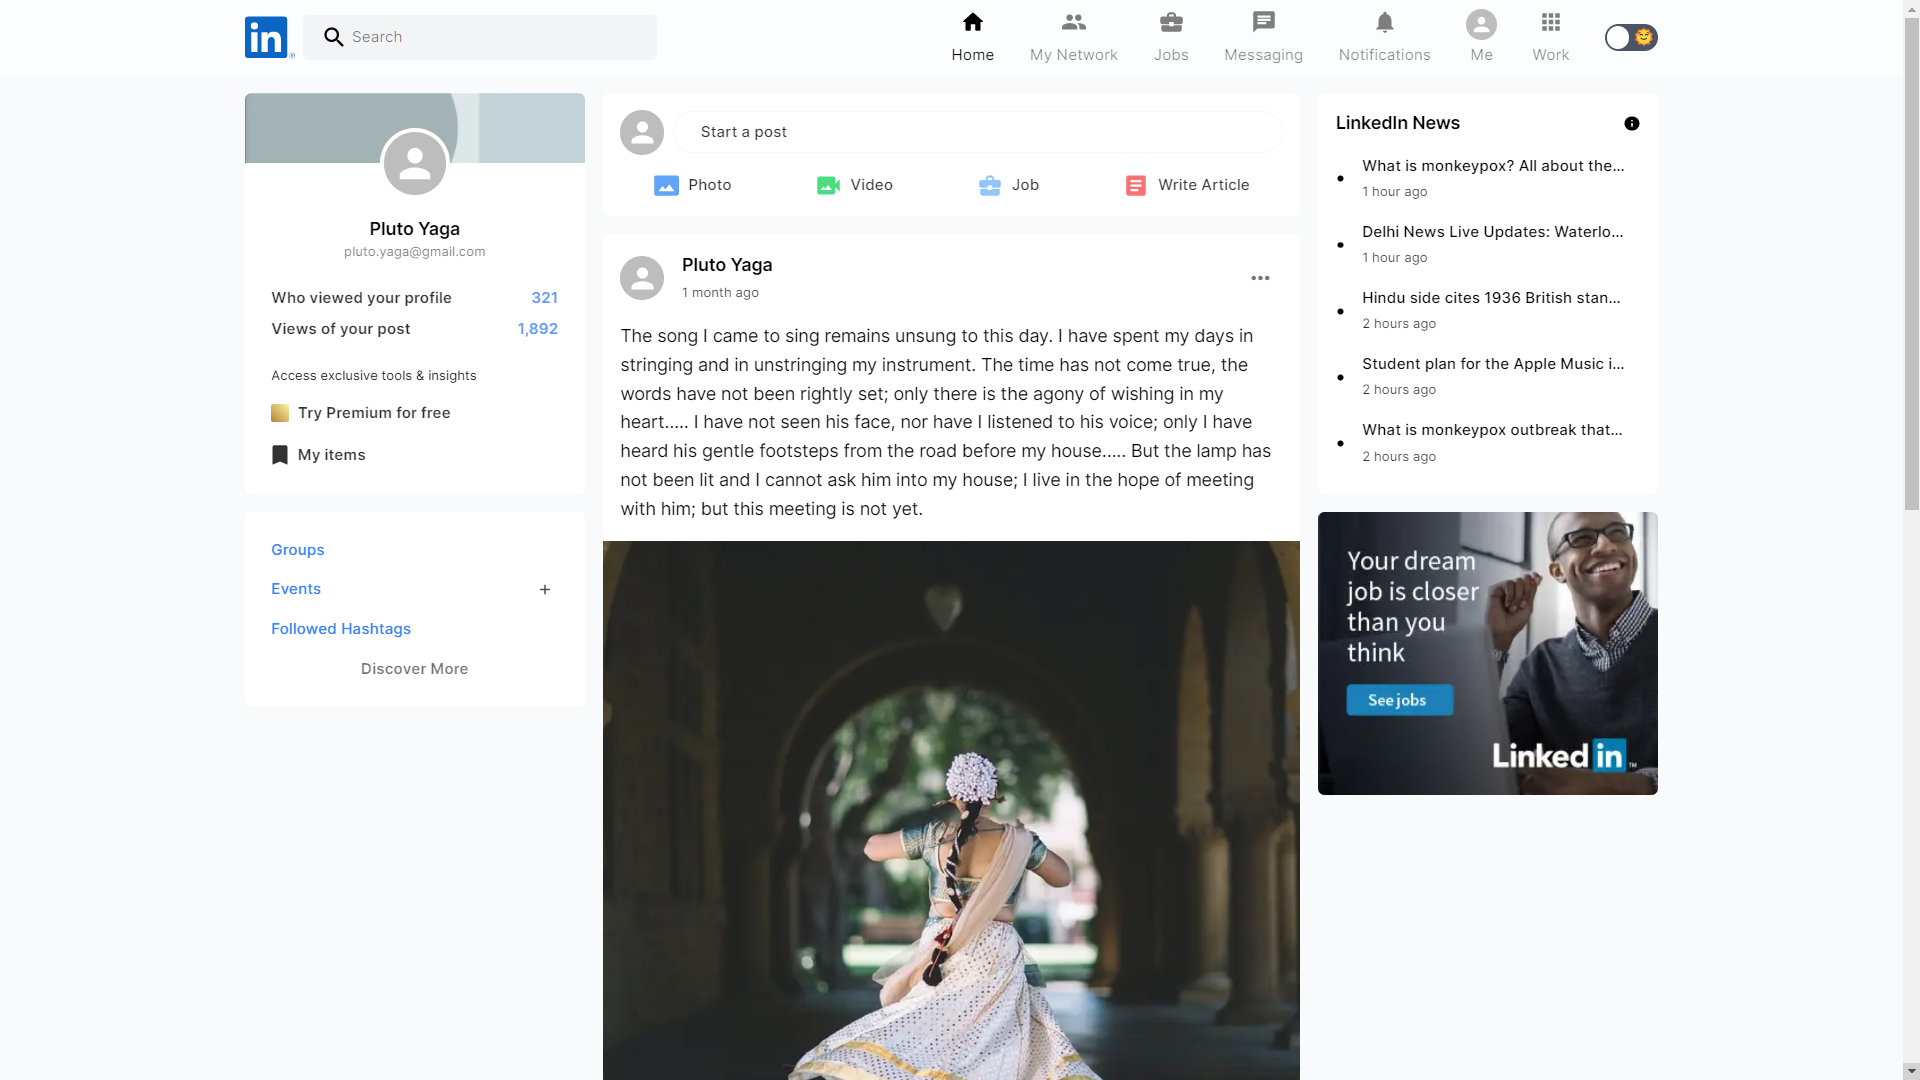 in
Search
Home
My Network
Jobs
Messaging
Notifications
Me
Work
Pluto Yaga
pluto.yaga@gmail.com
Who viewed your profile 321
Views of your post 1,892
Access exclusive tools & insights
Try Premium for free
My items
Groups
Events +
Followed Hashtags
Discover More
Start a post
Photo
Video
Job
Write Article
Pluto Yaga
1 month ago
The song I came to sing remains unsung to this day. I have spent my days in
stringing and in unstringing my instrument. The time has not come true, the
words have not been rightly set; only there is the agony of wishing in my
heart..... I have not seen his face, nor have I listened to his voice; only I have
heard his gentle footsteps from the road before my house..... But the lamp has
not been lit and I cannot ask him into my house; I live in the hope of meeting
with him; but this meeting is not yet.
LinkedIn News
What is monkeypox? All about the...
1 hour ago
Delhi News Live Updates: Waterlo...
1 hour ago
Hindu side cites 1936 British stan...
2 hours ago
Student plan for the Apple Music i...
2 hours ago
What is monkeypox outbreak that...
2 hours ago
Your dream
job is closer
than you
think
See jobs
Linked in ™